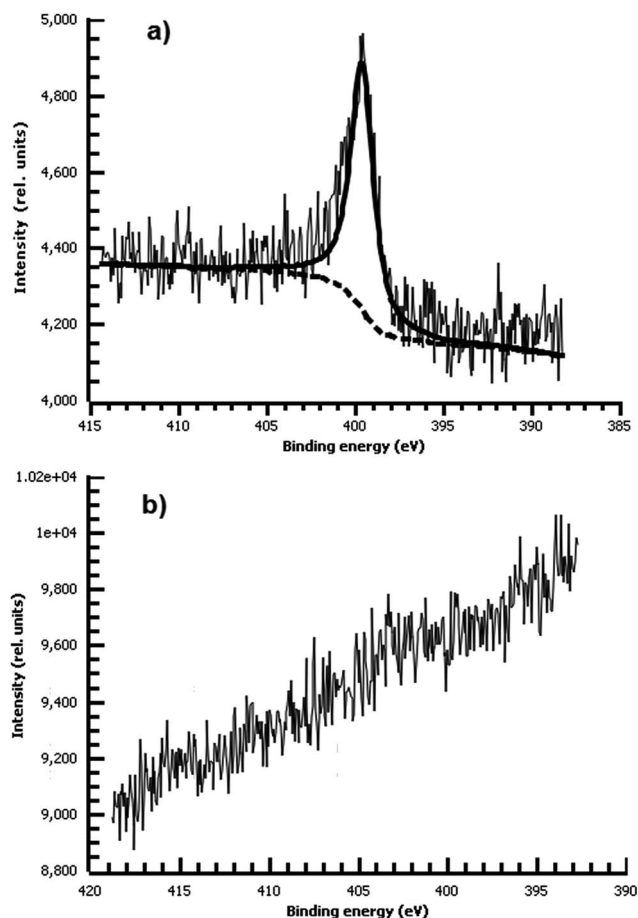 a)
Intensity (rel. units)
5,000
4,800
4,600
4,400
4,200
4,000
415 410 405 400 395 390 385
Binding energy (eV)
b)
Intensity (rel. units)
1.02e+04
1e+04
9,800
9,600
9,400
9,200
9,000
8,800
420 415 410 405 400 395 390
Binding energy (eV)